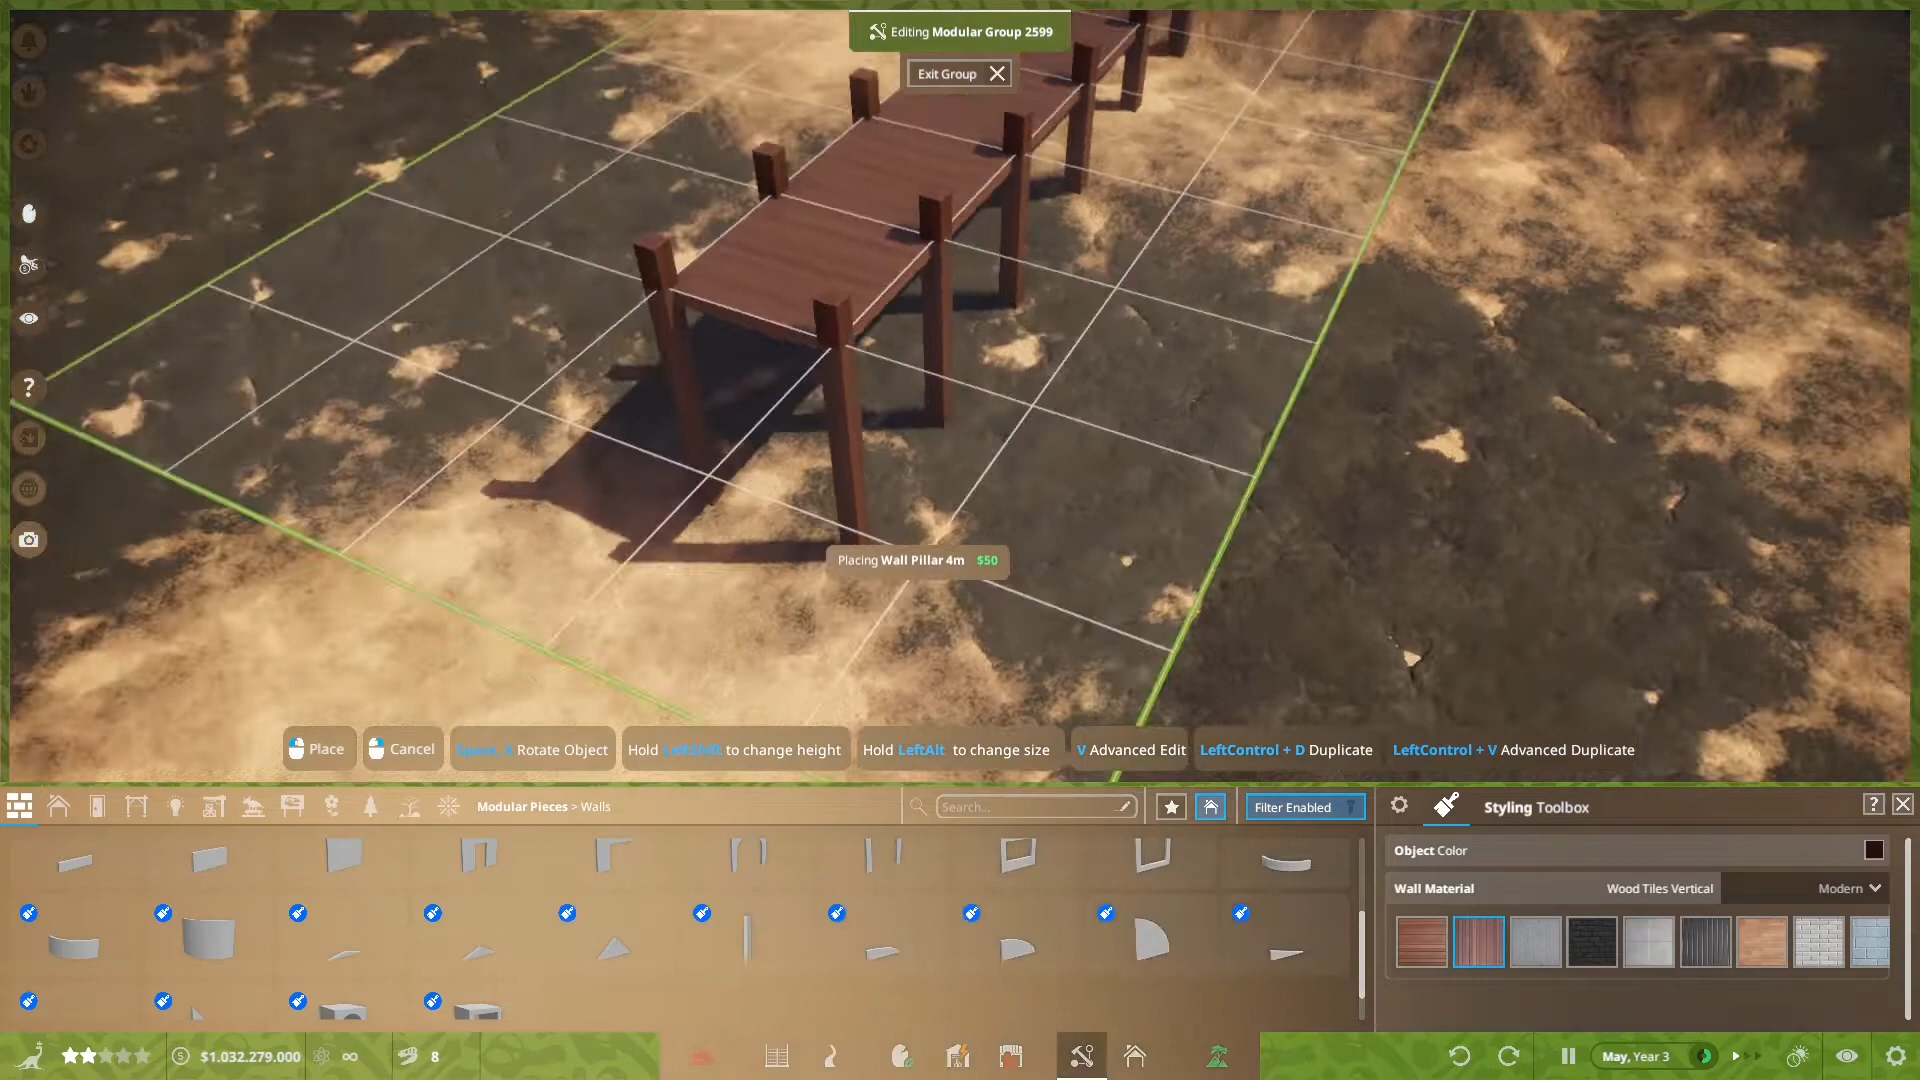 Editing Modular Group 2599
Exit Group
?
Placing Wall Pillar 4m $50
Place
Cancel
Space, X Rotate Object
Hold LeftShift to change height
Hold LeftAlt to change size
V Advanced Edit
LeftControl + D Duplicate
LeftControl + V Advanced Duplicate
Modular Pieces > Walls
Search...
Filter Enabled
Styling Toolbox
?
Object Color
Wall Material
Wood Tiles Vertical
Modern
$1.032.279.000
∞
8
May, Year 3